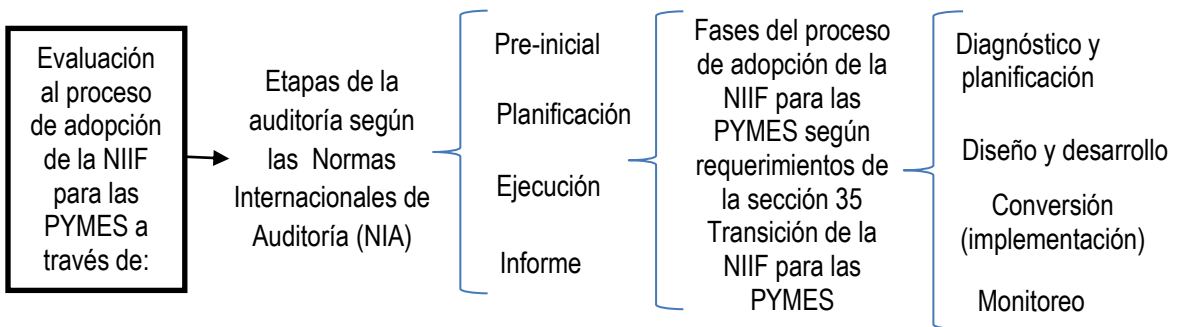 Evaluación
al proceso
de adopción
de la NIIF
para las
PYMES a
través de:
Etapas de la
auditoría según
las Normas
Internacionales de
Auditoría (NIA)
Pre-inicial
Planificación
Ejecución
Informe
Fases del proceso
de adopción de la
NIIF para las
PYMES según
requerimientos de
la sección 35
Transición de la
NIIF para las
PYMES
Diagnóstico y
planificación
Diseño y desarrollo
Conversión
(implementación)
Monitoreo